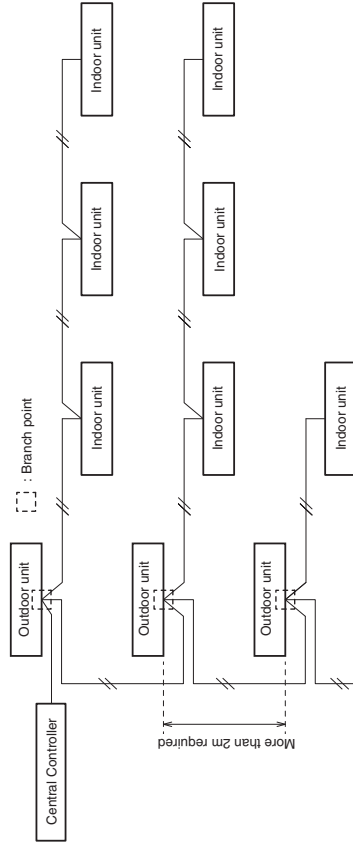 : Branch point
Outdoor unit
Indoor unit
Indoor unit
Indoor unit
Central Controller
Outdoor unit
Indoor unit
Indoor unit
Indoor unit
More than 2m required
Outdoor unit
Indoor unit